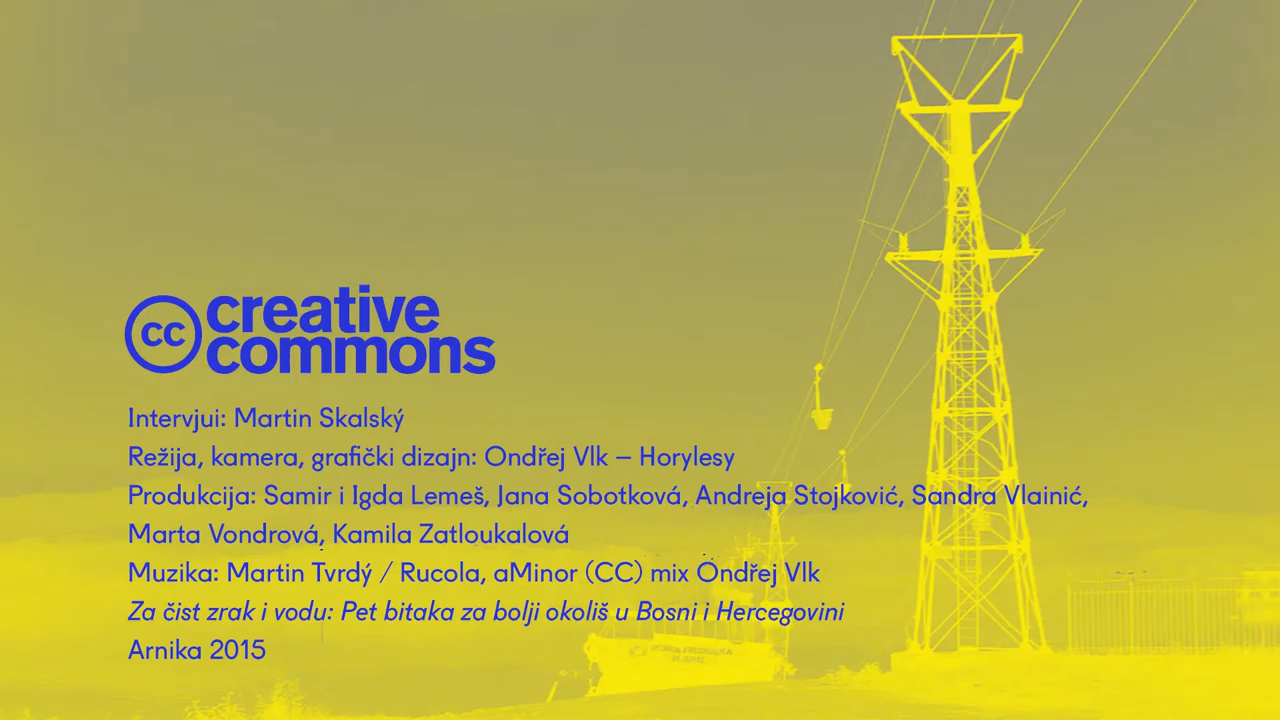 cc creative
commons
Intervjui: Martin Skalský
Režija, kamera, grafički dizajn: Ondřej Vlk – Horylesy
Produkcija: Samir i Igda Lemeš, Jana Sobotková, Andreja Stojković, Sandra Vlainić,
Marta Vondrová, Kamila Zatloukalová
Muzika: Martin Tvrdý / Rucola, aMinor (CC) mix Ondřej Vlk
Za čist zrak i vodu: Pet bitaka za bolji okoliš u Bosni i Hercegovini
Arnika 2015